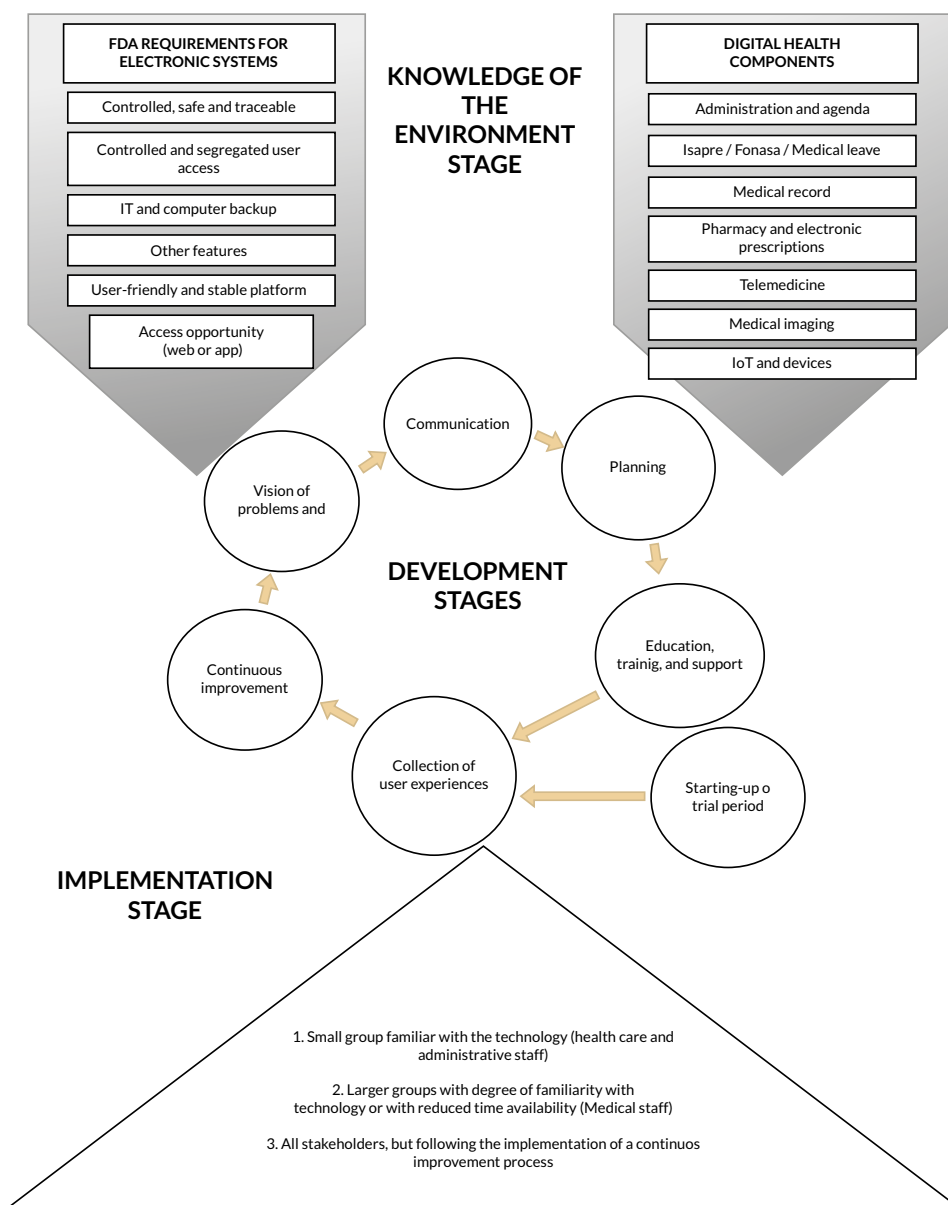 FDA REQUIREMENTS FOR
ELECTRONIC SYSTEMS
Controlled, safe and traceable
Controlled and segregated user
access
IT and computer backup
Other features
User-friendly and stable platform
Access opportunity
(web or app)
KNOWLEDGE OF
THE
ENVIRONMENT
STAGE
DIGITAL HEALTH
COMPONENTS
Administration and agenda
Isapre / Fonasa / Medical leave
Medical record
Pharmacy and electronic
prescriptions
Telemedicine
Medical imaging
IoT and devices
Communication
Planning
Vision of
problems and
DEVELOPMENT
STAGES
Education,
trainig, and support
Continuous
improvement
Collection of
user experiences
Starting-up o
trial period
IMPLEMENTATION
STAGE
1. Small group familiar with the technology (health care and
administrative staff)
2. Larger groups with degree of familiarity with
technology or with reduced time availability (Medical staff)
3. All stakeholders, but following the implementation of a continuos
improvement process